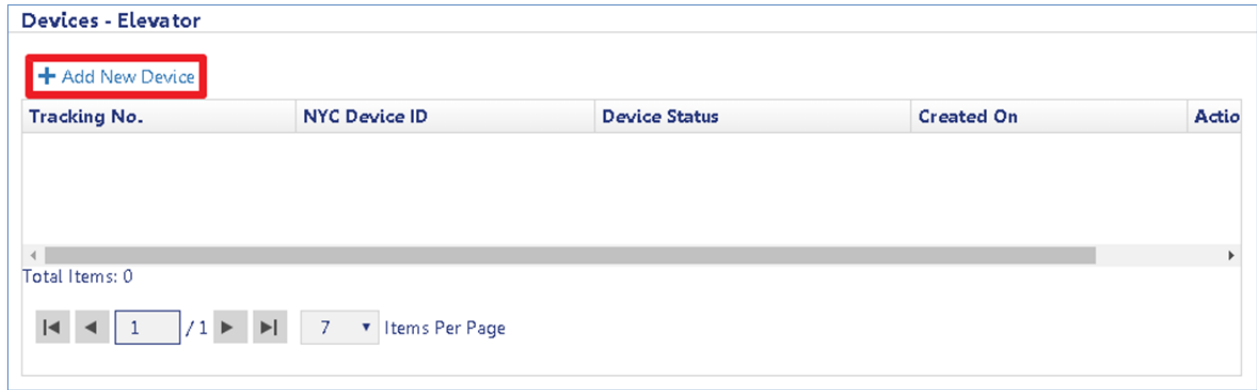 Devices - Elevator
+ Add New Device
Tracking No. NYC Device ID Device Status Created On Actio
Total Items: 0
1 / 1 7 Items Per Page